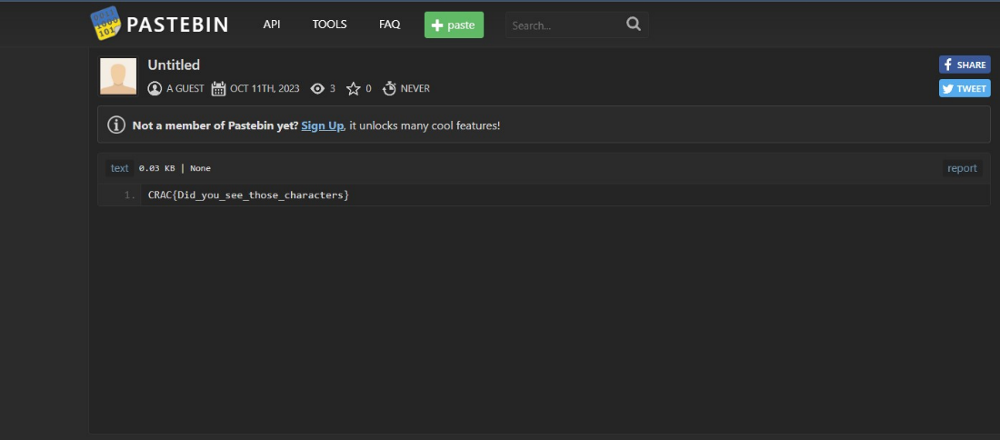 PASTEBIN API TOOLS FAQ + paste Search...
Untitled
SHARE
A GUEST OCT 11TH, 2023 3 0 NEVER
TWEET
Not a member of Pastebin yet? Sign Up, it unlocks many cool features!
text 0.03 KB | None report
1. CRAC{Did_you_see_those_characters}